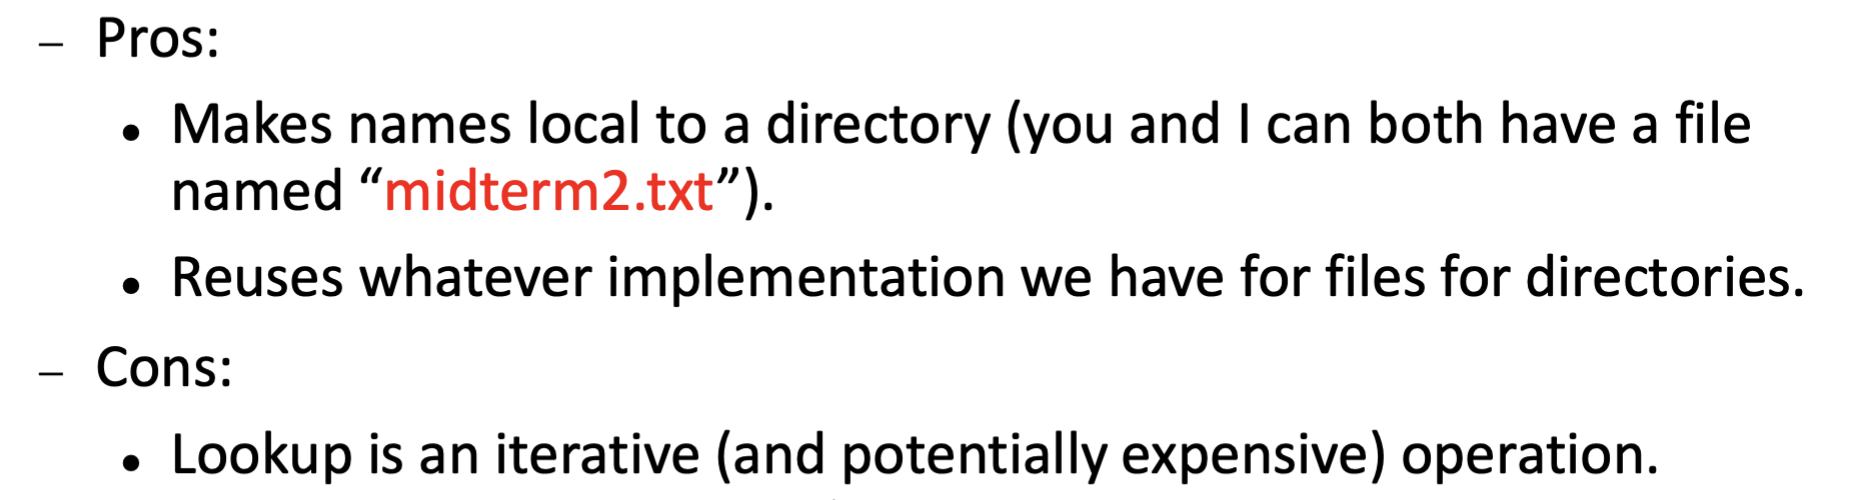 – Pros:
• Makes names local to a directory (you and I can both have a file
named “midterm2.txt”).
• Reuses whatever implementation we have for files for directories.
– Cons:
• Lookup is an iterative (and potentially expensive) operation.